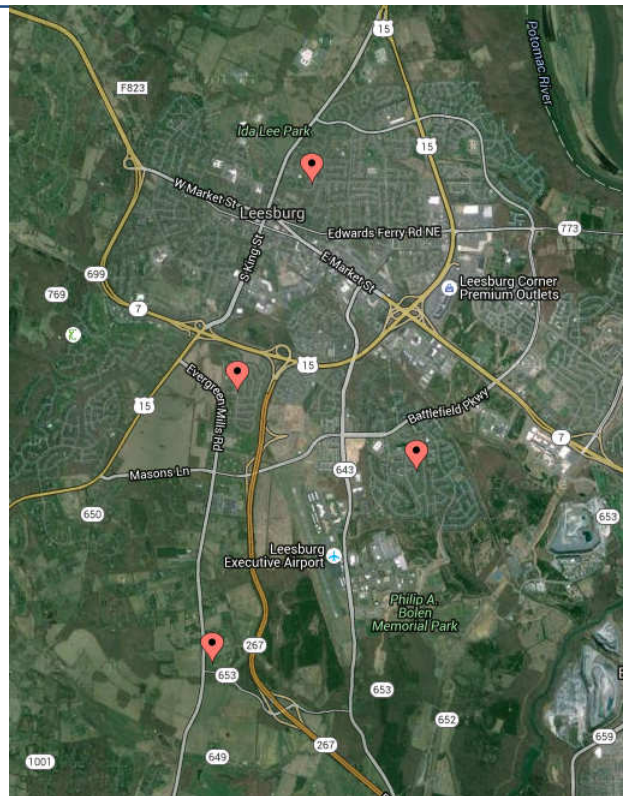 15
Potomac River
F823
Ida Lee Park
15
W Market St
Leesburg
Edwards Ferry Rd NE
773
S King St
E Market St
699
Leesburg Corner
Premium Outlets
769
7
15
Evergreen Mills Rd
15
Battlefield Pkwy
7
643
Masons Ln
650
653
Leesburg
Executive Airport
Philip A.
Bolen
Memorial Park
653
267
653
652
659
267
649
1001